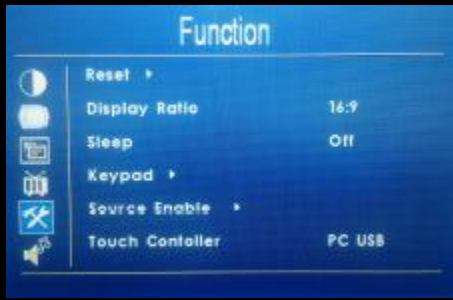 Function
Reset
Display Ratio 16:9
Sleep Off
Keypad
Source Enable
Touch Contoller PC USB